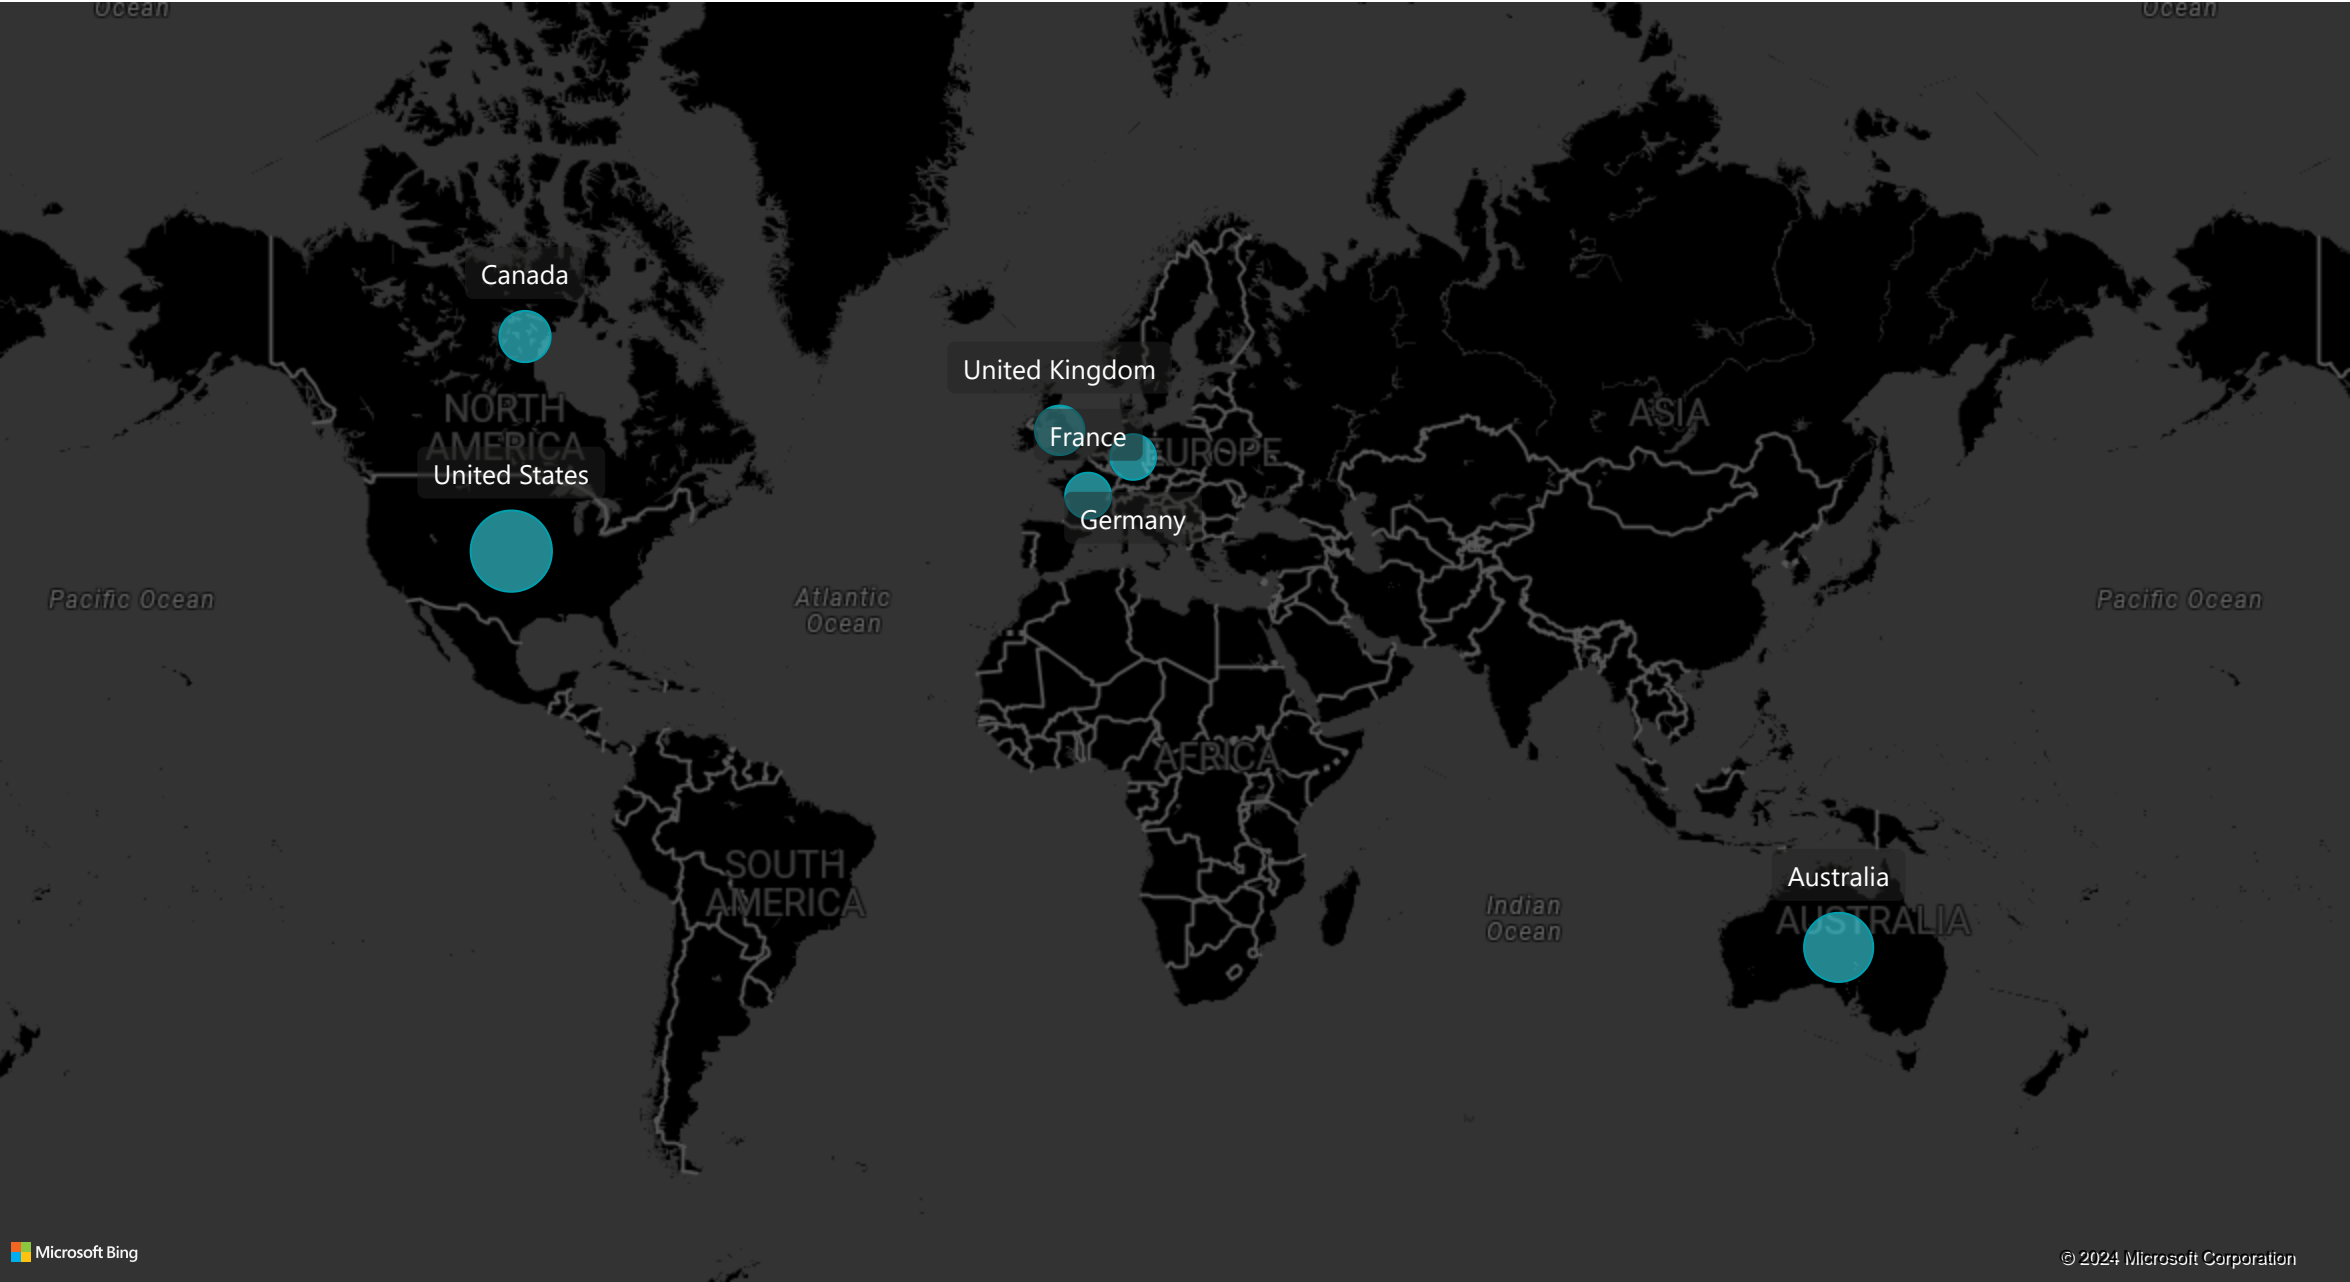 Ocean
Ocean
Canada
United Kingdom
NORTH
AMERICA
ASIA
France
EUROPE
United States
Germany
Pacific Ocean
Atlantic
Ocean
Pacific Ocean
AFRICA
SOUTH
AMERICA
Australia
Indian
Ocean
AUSTRALIA
Microsoft Bing
© 2024 Microsoft Corporation